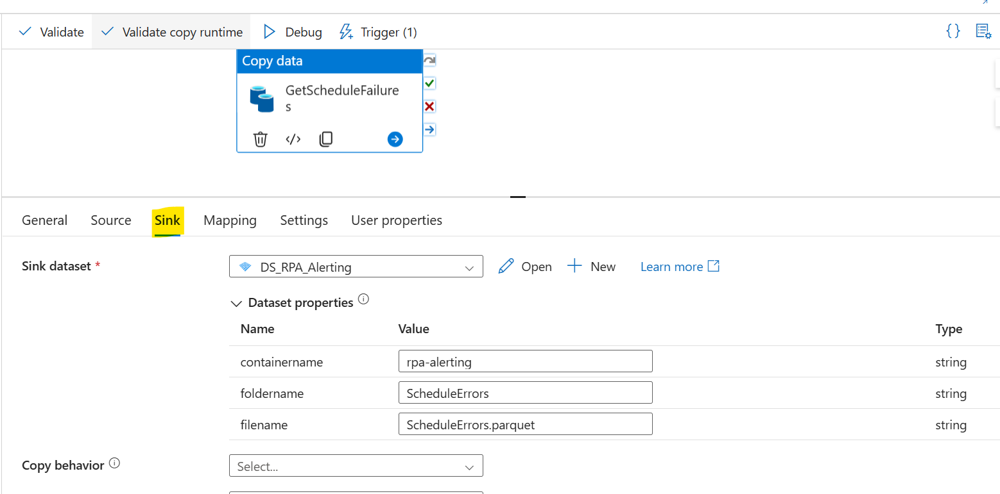 Validate Validate copy runtime Debug Trigger (1) {}
Copy data
GetScheduleFailure
s
</>
General Source Sink Mapping Settings User properties
Sink dataset * DS_RPA_Alerting Open New Learn more
Dataset properties
Name Value Type
containername rpa-alerting string
foldername ScheduleErrors string
filename ScheduleErrors.parquet string
Copy behavior Select...